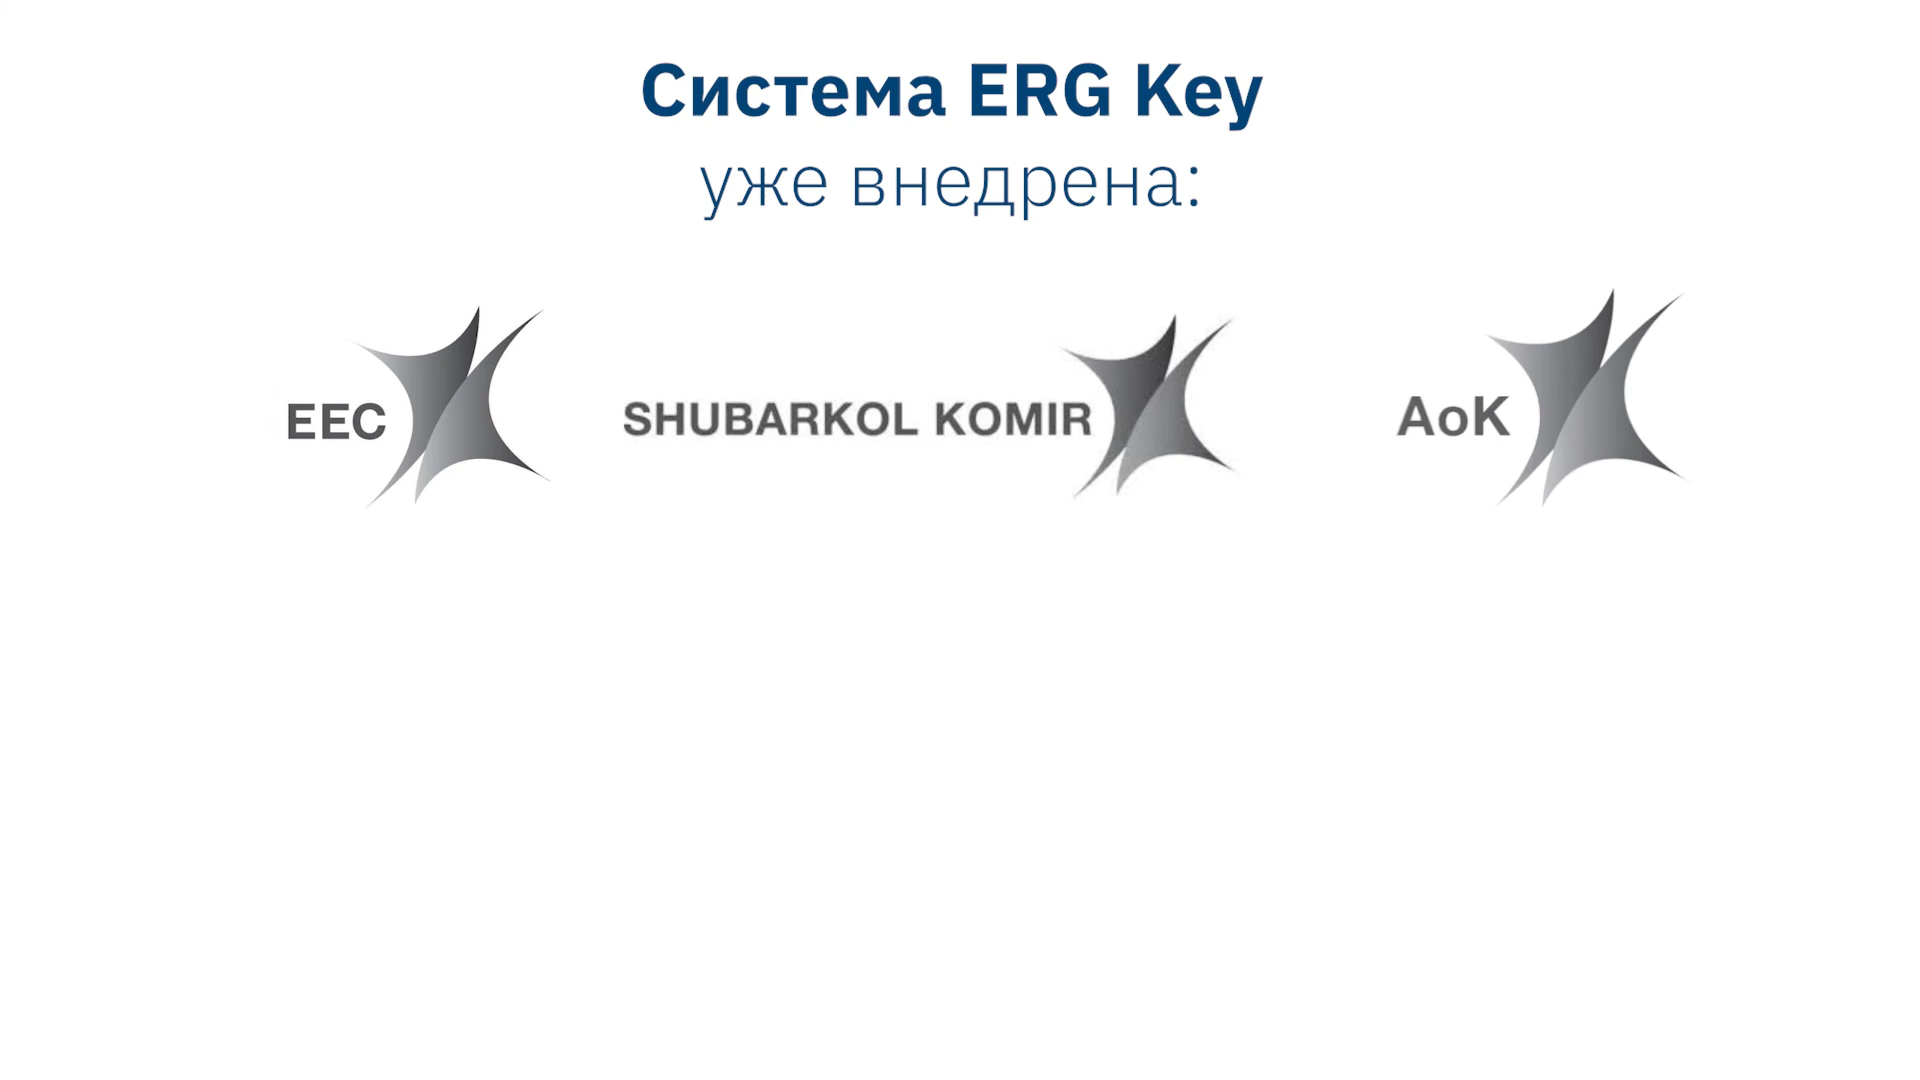 Система ERG Key
уже внедрена:
EEC
SHUBARKOL KOMIR
AoK